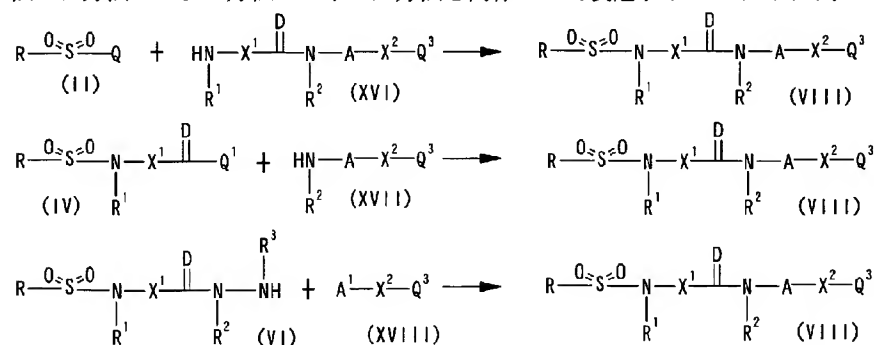 D D
O O O O
R S Q + HN X¹ N A X² Q³ R S N X¹ N A X² Q³
(II) R¹ R² (XVI) R¹ R² (VIII)
D D
O O O O
R S N X¹ Q¹ + HN A X² Q³ R S N X¹ N A X² Q³
(IV) R¹ R² (XVII) R¹ R² (VIII)
R³
D D
O O O O
R S N X¹ N NH + A¹ X² Q³ R S N X¹ N A X² Q³
R¹ R² (VI) (XVIII) R¹ R² (VIII)